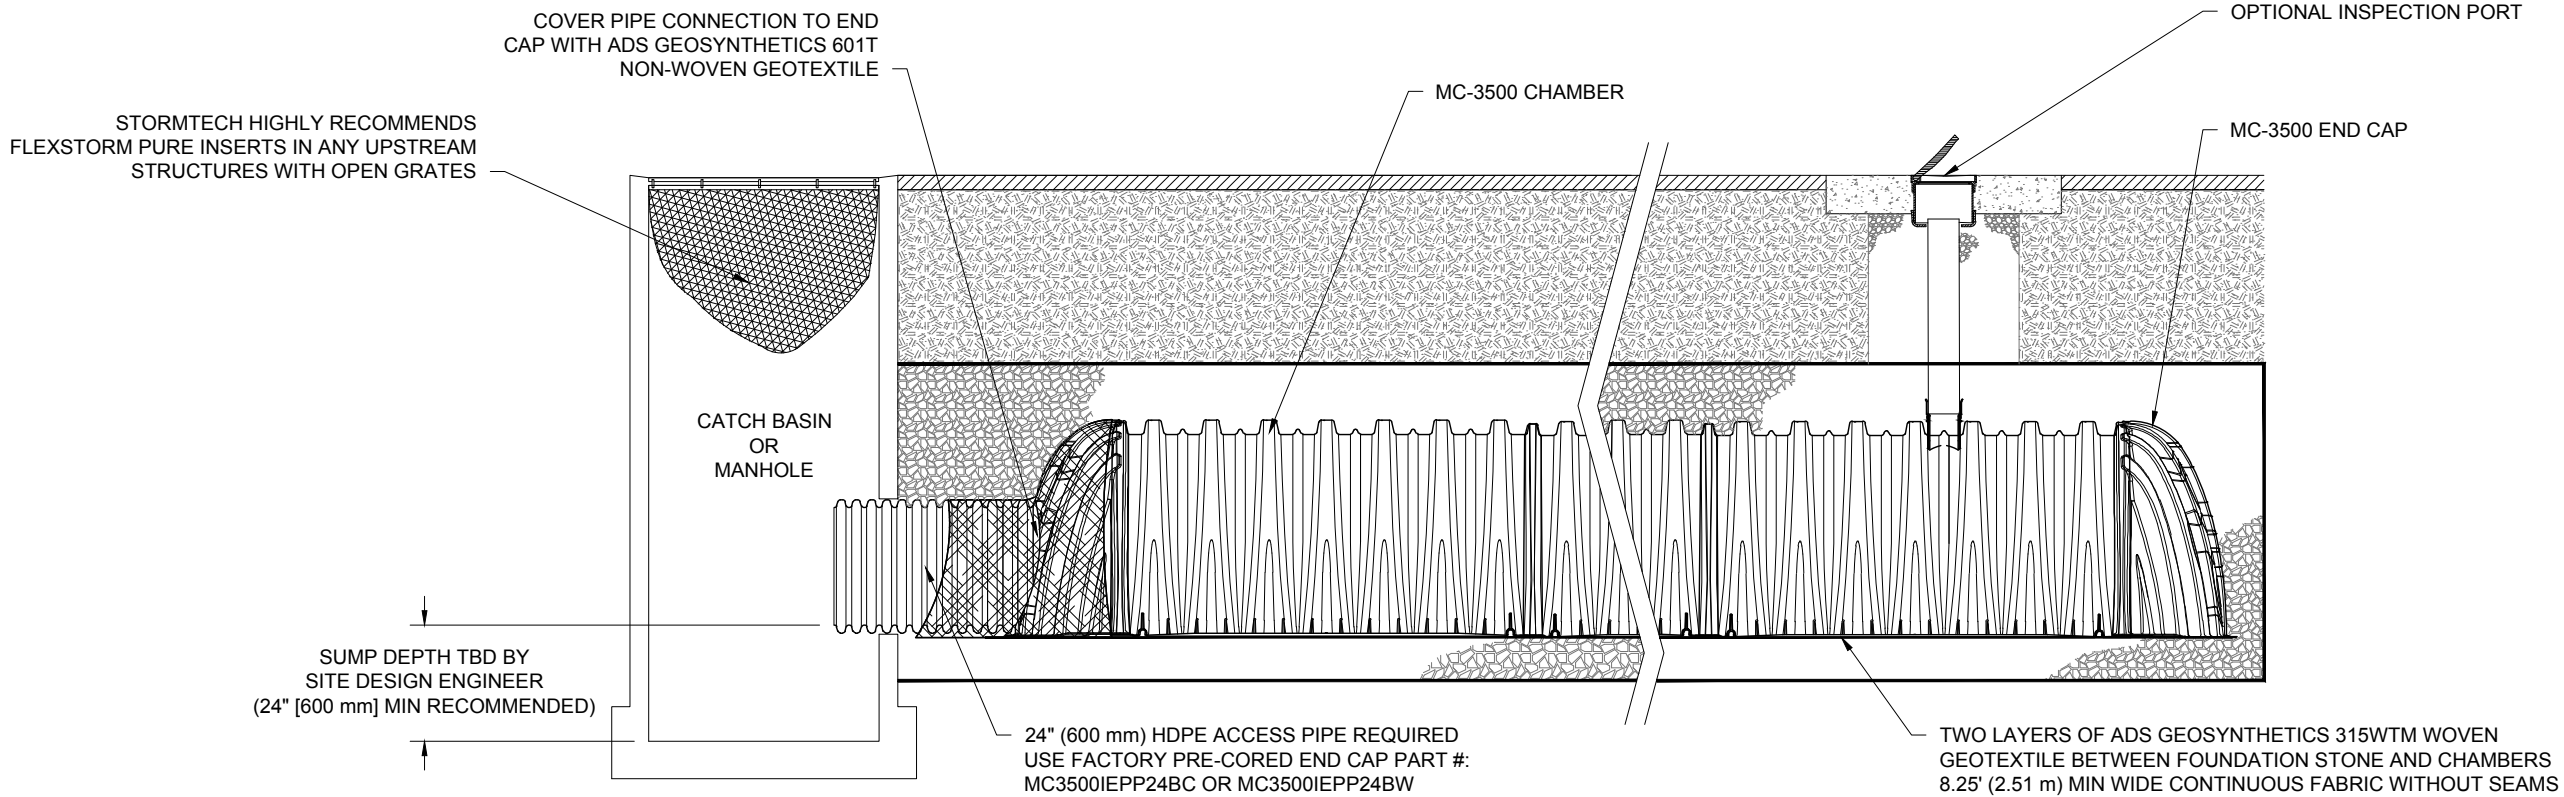 COVER PIPE CONNECTION TO END
CAP WITH ADS GEOSYNTHETICS 601T
NON-WOVEN GEOTEXTILE
OPTIONAL INSPECTION PORT
MC-3500 CHAMBER
STORMTECH HIGHLY RECOMMENDS
FLEXSTORM PURE INSERTS IN ANY UPSTREAM
STRUCTURES WITH OPEN GRATES
MC-3500 END CAP
CATCH BASIN
OR
MANHOLE
SUMP DEPTH TBD BY
SITE DESIGN ENGINEER
(24" [600 mm] MIN RECOMMENDED)
24" (600 mm) HDPE ACCESS PIPE REQUIRED
USE FACTORY PRE-CORED END CAP PART #:
MC3500IEPP24BC OR MC3500IEPP24BW
TWO LAYERS OF ADS GEOSYNTHETICS 315WTM WOVEN
GEOTEXTILE BETWEEN FOUNDATION STONE AND CHAMBERS
8.25' (2.51 m) MIN WIDE CONTINUOUS FABRIC WITHOUT SEAMS